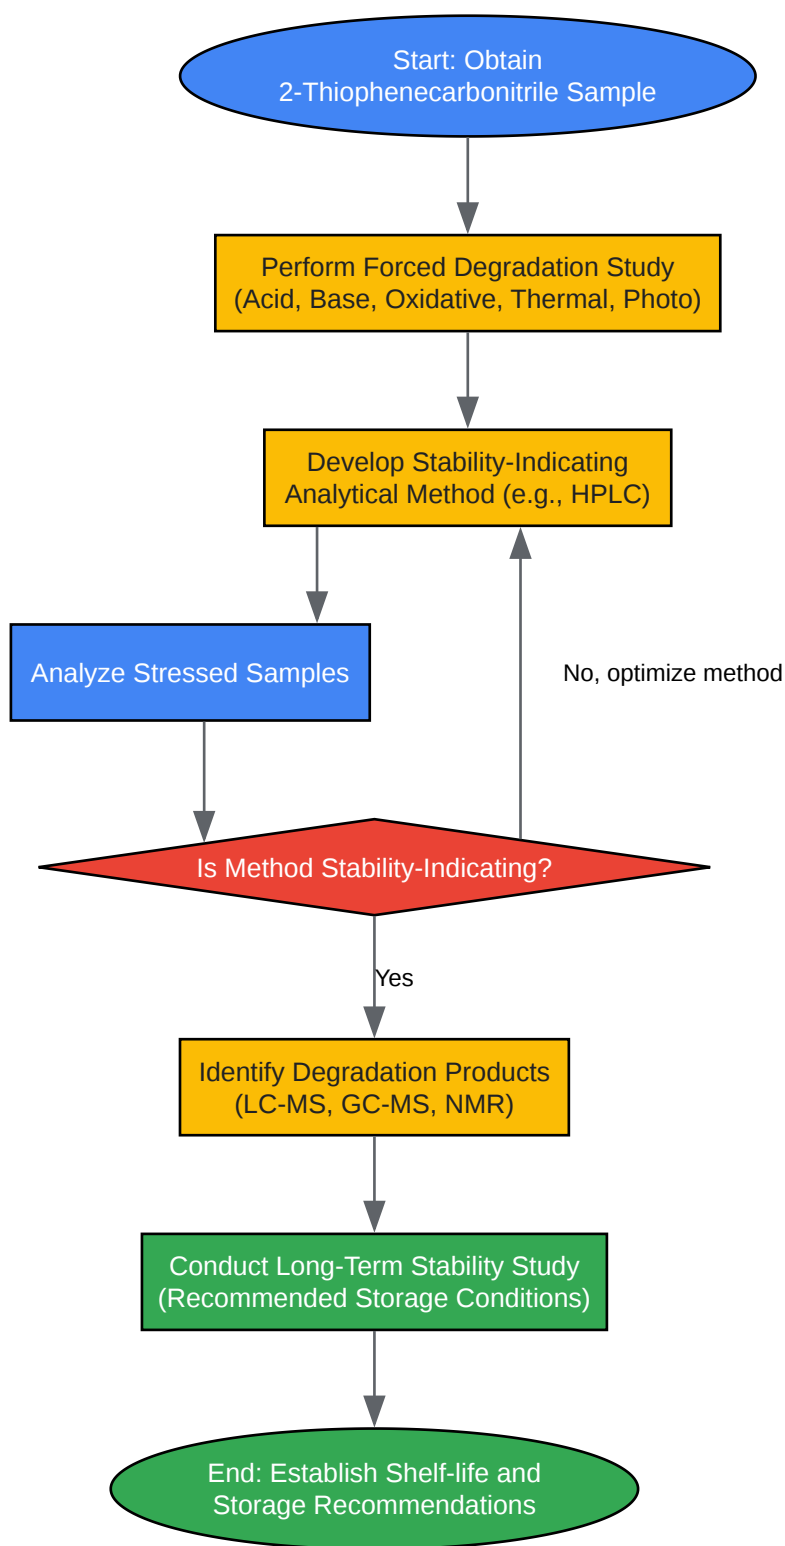 Start: Obtain
2-Thiophenecarbonitrile Sample
Perform Forced Degradation Study
(Acid, Base, Oxidative, Thermal, Photo)
Develop Stability-Indicating
Analytical Method (e.g., HPLC)
Analyze Stressed Samples
No, optimize method
Is Method Stability-Indicating?
Yes
Identify Degradation Products
(LC-MS, GC-MS, NMR)
Conduct Long-Term Stability Study
(Recommended Storage Conditions)
End: Establish Shelf-life and
Storage Recommendations